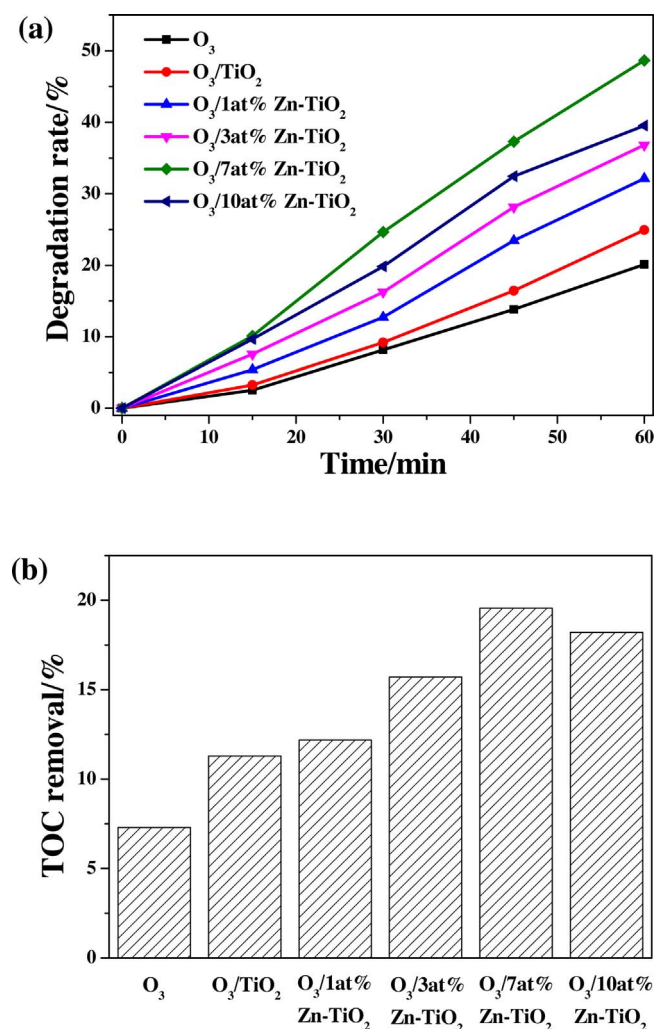 (a)
O₃
O₃/TiO₂
O₃/1at% Zn-TiO₂
O₃/3at% Zn-TiO₂
O₃/7at% Zn-TiO₂
O₃/10at% Zn-TiO₂
Degradation rate/%
50
40
30
20
10
0
0 10 20 30 40 50 60
Time/min
(b)
TOC removal/%
20
15
10
5
0
O₃ O₃/TiO₂ O₃/1at% O₃/3at% O₃/7at% O₃/10at%
Zn-TiO₂ Zn-TiO₂ Zn-TiO₂ Zn-TiO₂